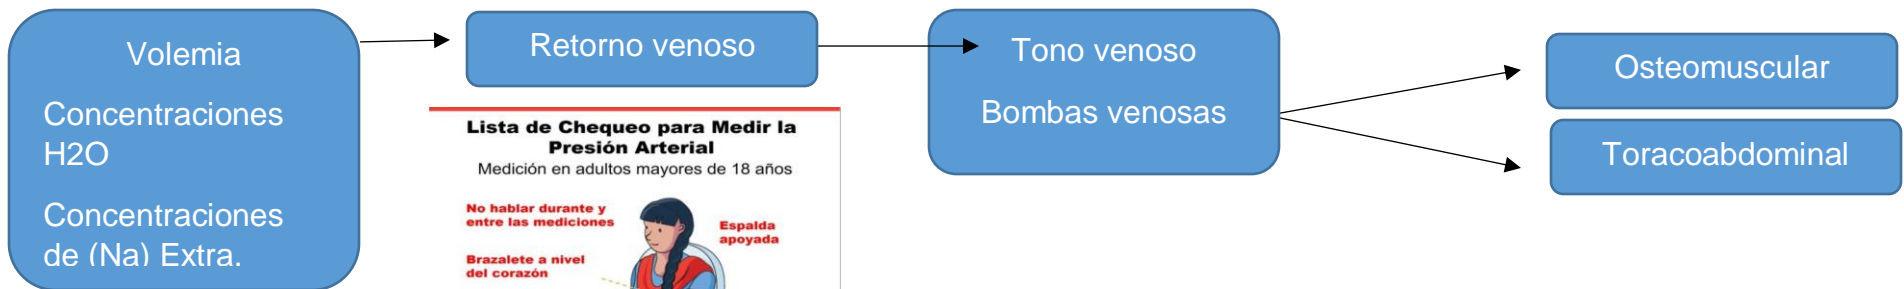 Volemia
Concentraciones
H2O
Concentraciones
de (Na) Extra.
Retorno venoso
Tono venoso
Bombas venosas
Osteomuscular
Toracoabdominal
Lista de Chequeo para Medir la
Presión Arterial
Medición en adultos mayores de 18 años
No hablar durante y
entre las mediciones
Espalda
apoyada
Brazalete a nivel
del corazón